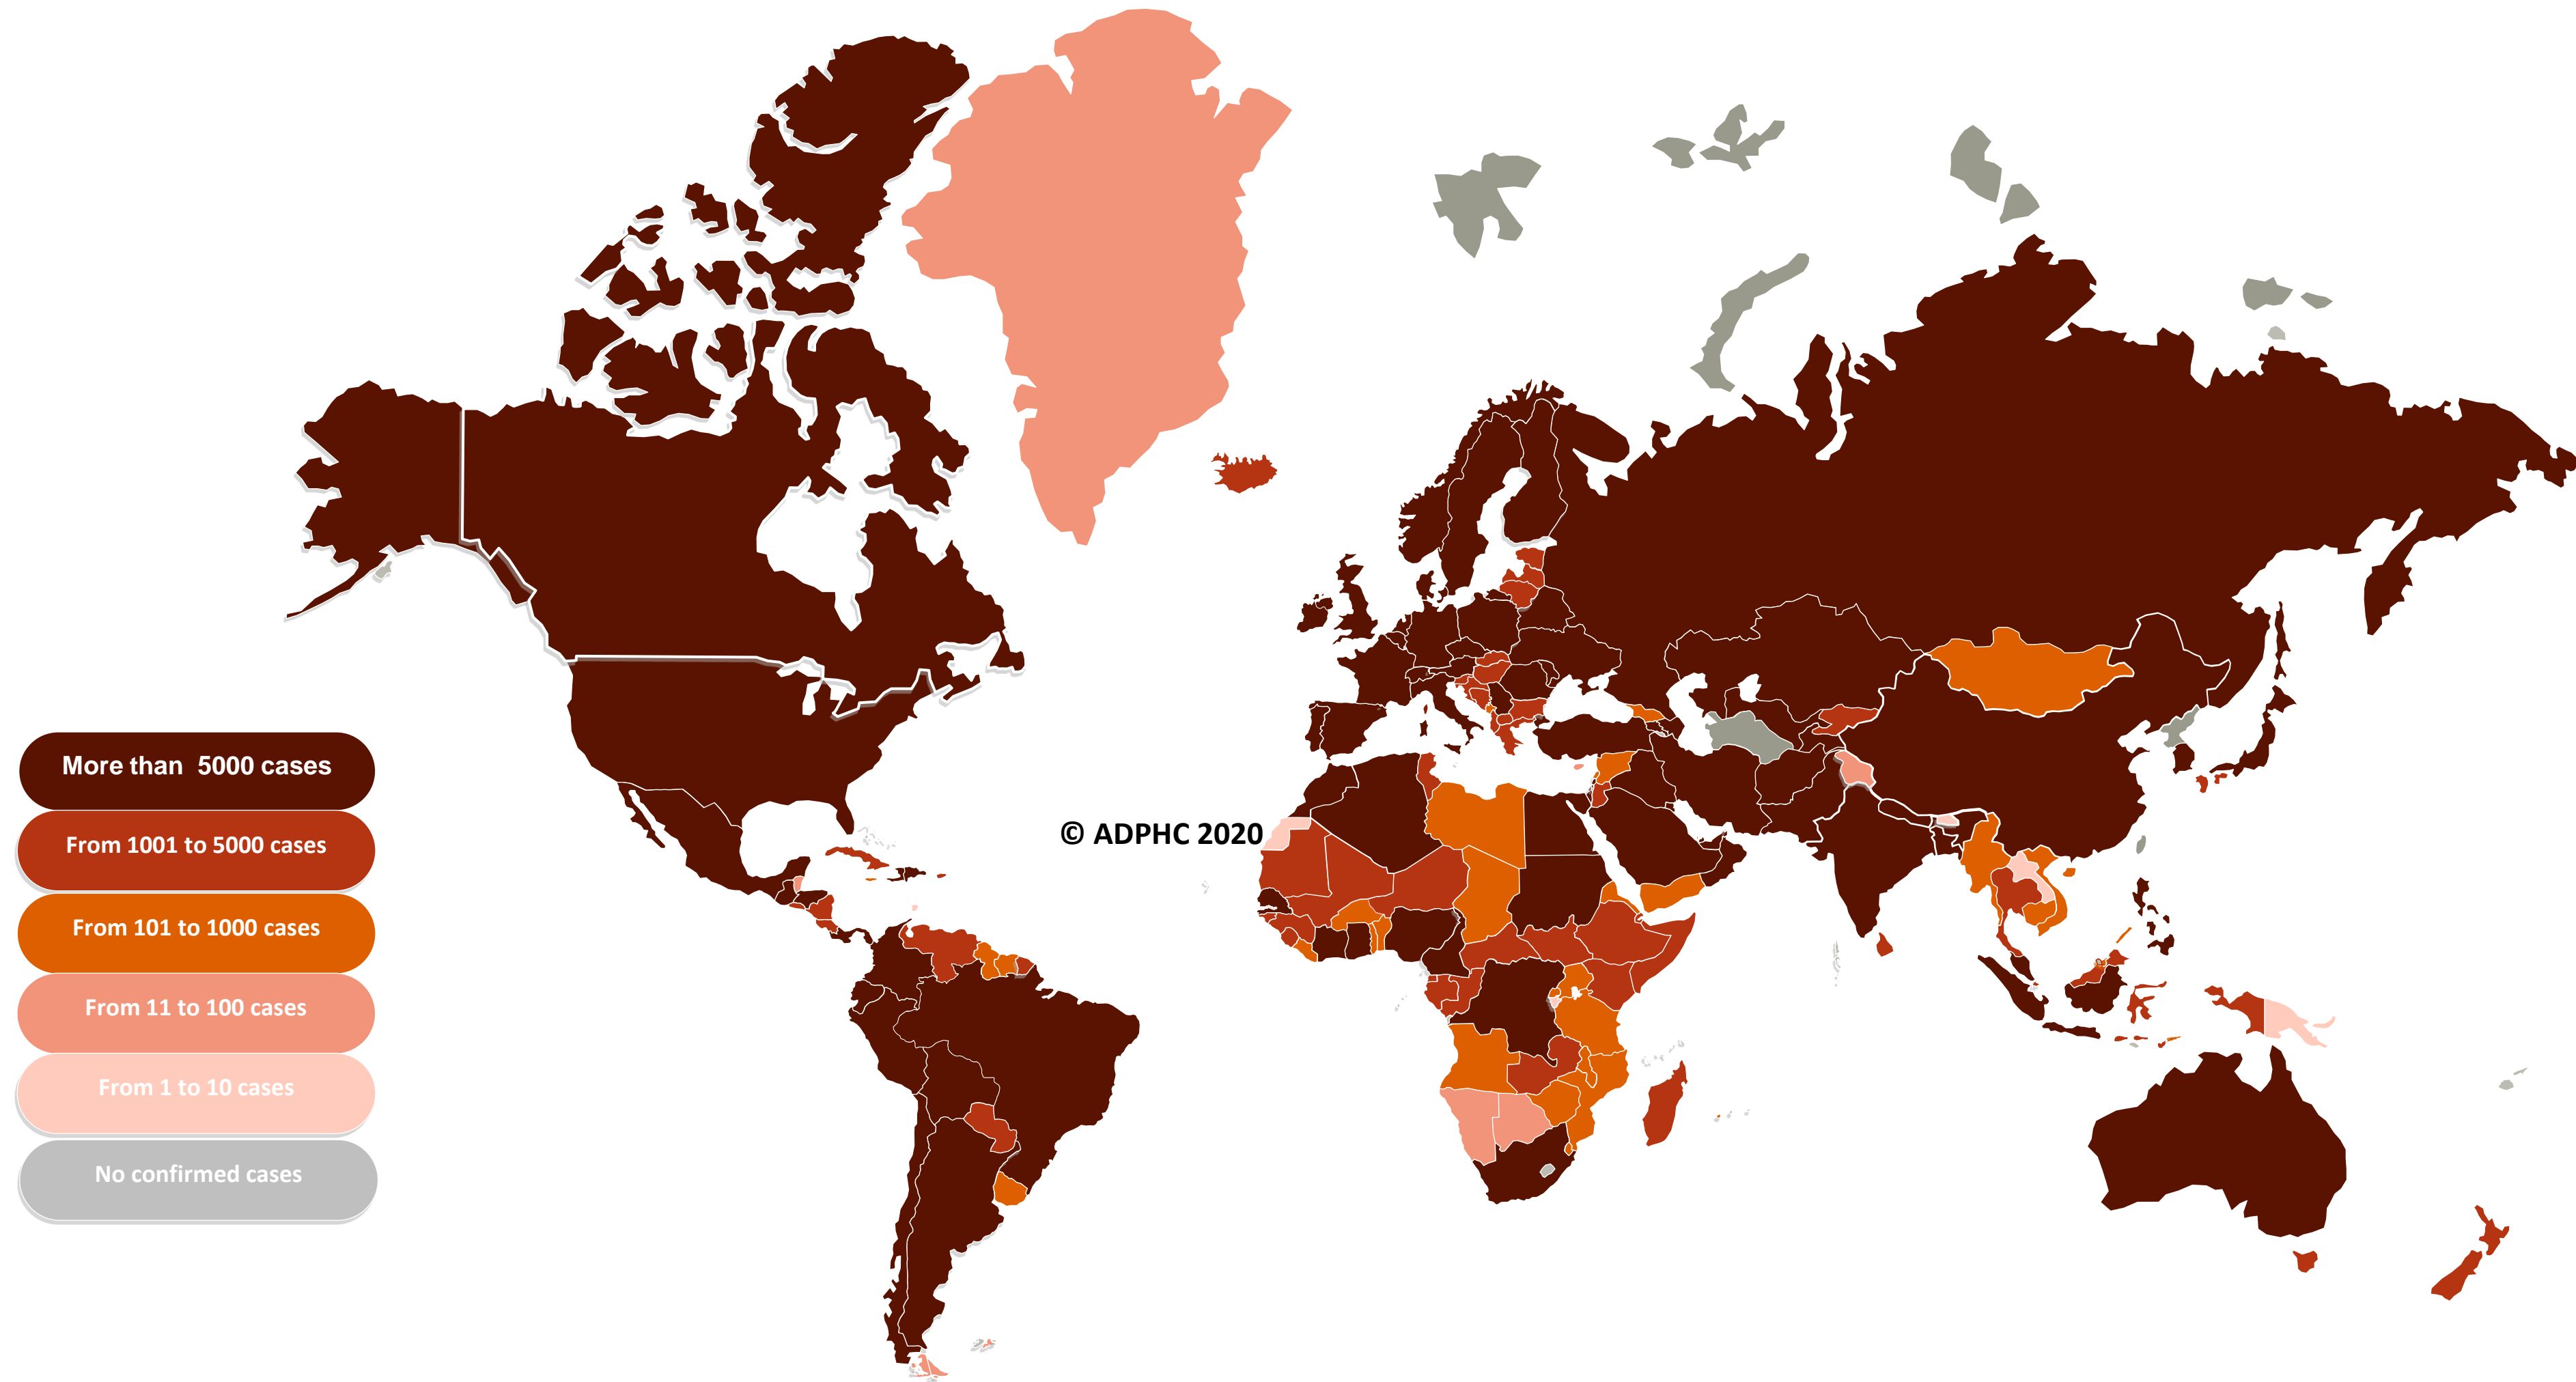 More than  5000 cases
From 1001 to 5000 cases
From 101 to 1000 cases
From 11 to 100 cases
From 1 to 10 cases
No confirmed cases
© ADPHC 2020